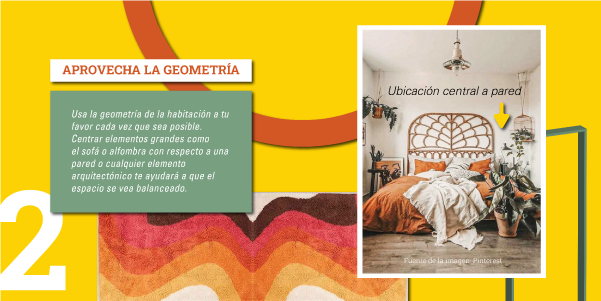 APROVECHA LA GEOMETRÍA
Usa la geometría de la habitación a tu
favor cada vez que sea posible.
Centrar elementos grandes como
el sofá o alfombra con respecto a una
pared o cualquier elemento
arquitectónico te ayudará a que el
espacio se vea balanceado.
2
Ubicación central a pared
Fuente de la imagen: Pinterest